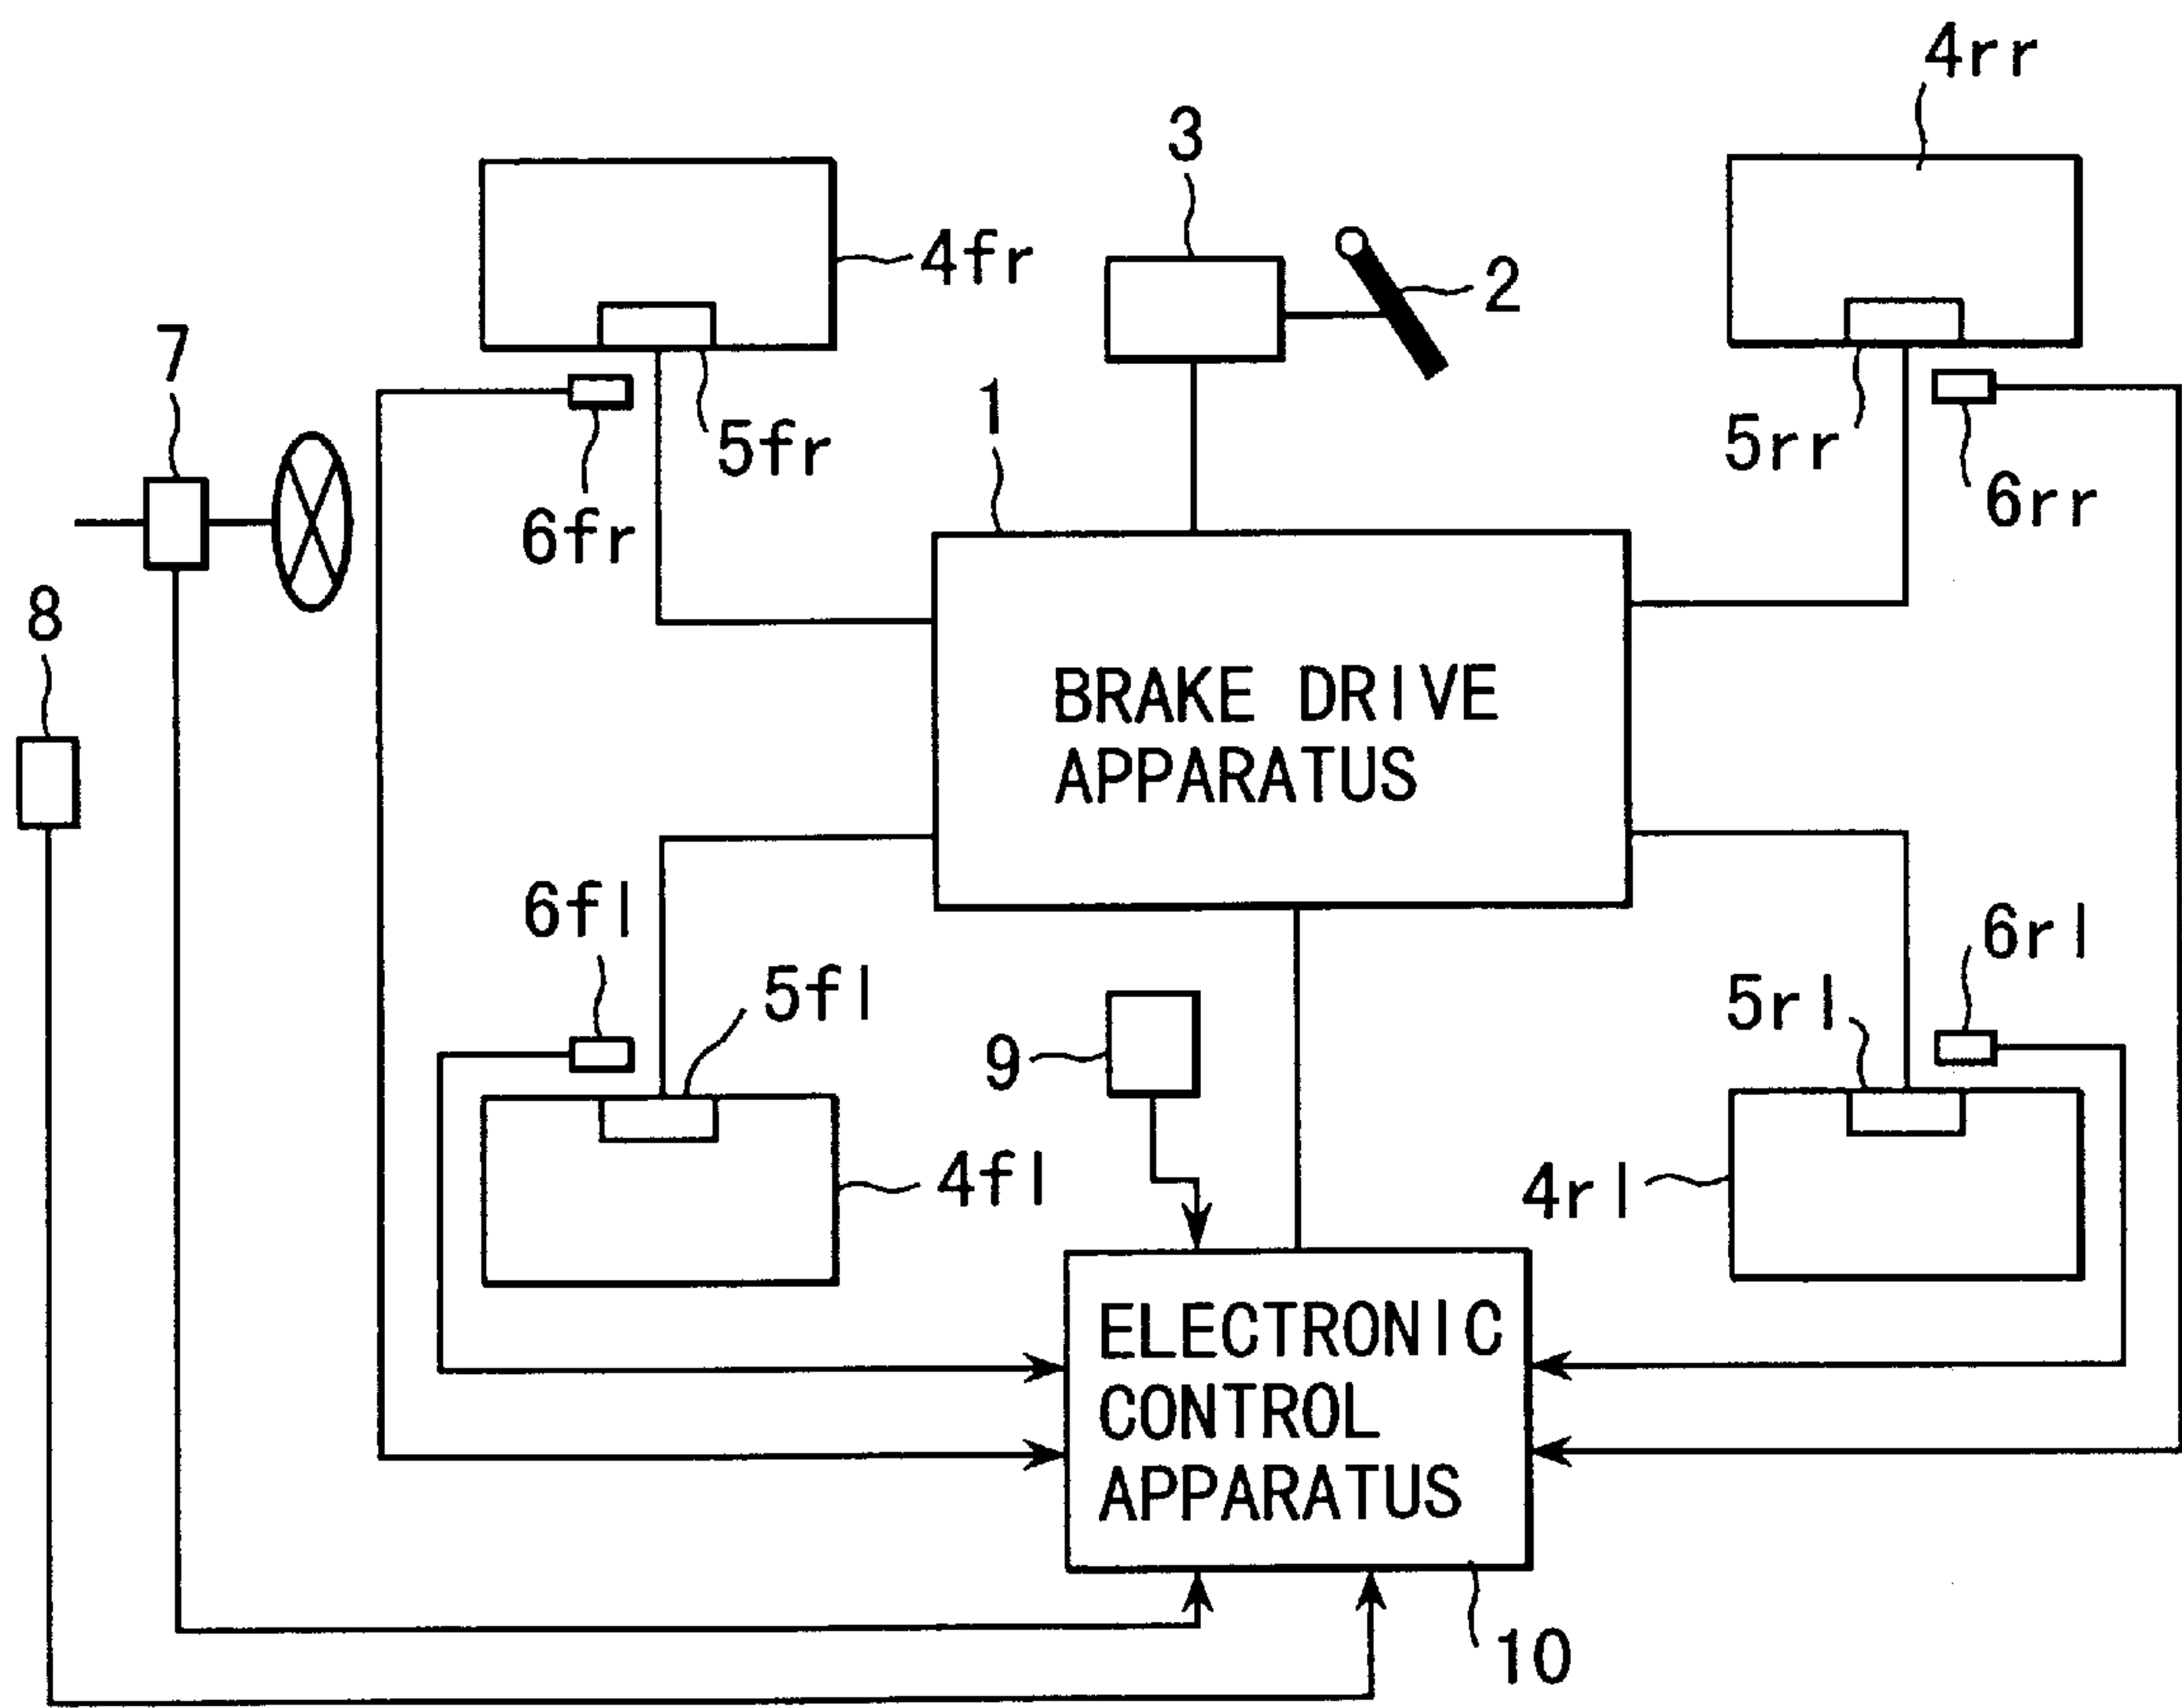 4rr
3
4fr
2
7
1
5fr
5rr
6rr
6fr
8
BRAKE DRIVE
APPARATUS
6fl
6rl
5fl
5rl
9
4fl
4rl
ELECTRONIC
CONTROL
APPARATUS
10